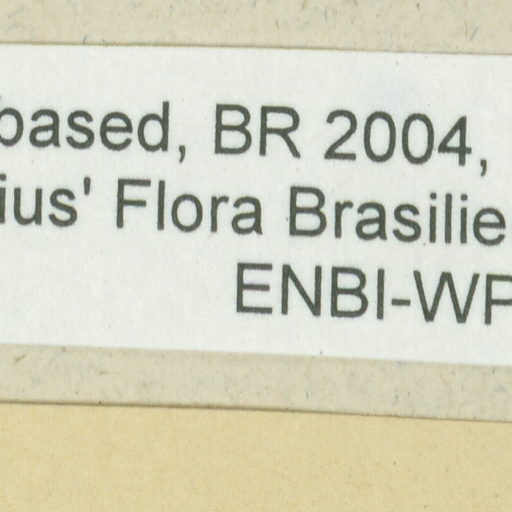 based, BR 2004,
ius' Flora Brasilie
ENBI-WP